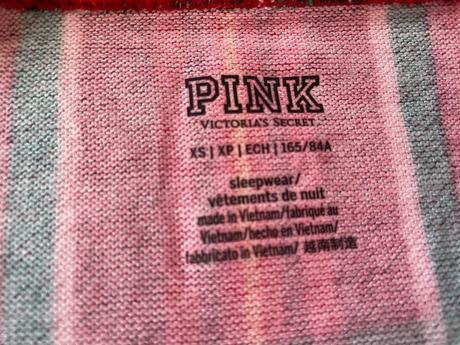 PINK
VICTORIA'S SECRET
XS | XP | ECH | 165/84A
sleepwear/
vêtements de nuit
made in Vietnam/fabriqué au
Vietnam/hecho en Vietnam/
fabbricato in Vietnam/ 越南制造